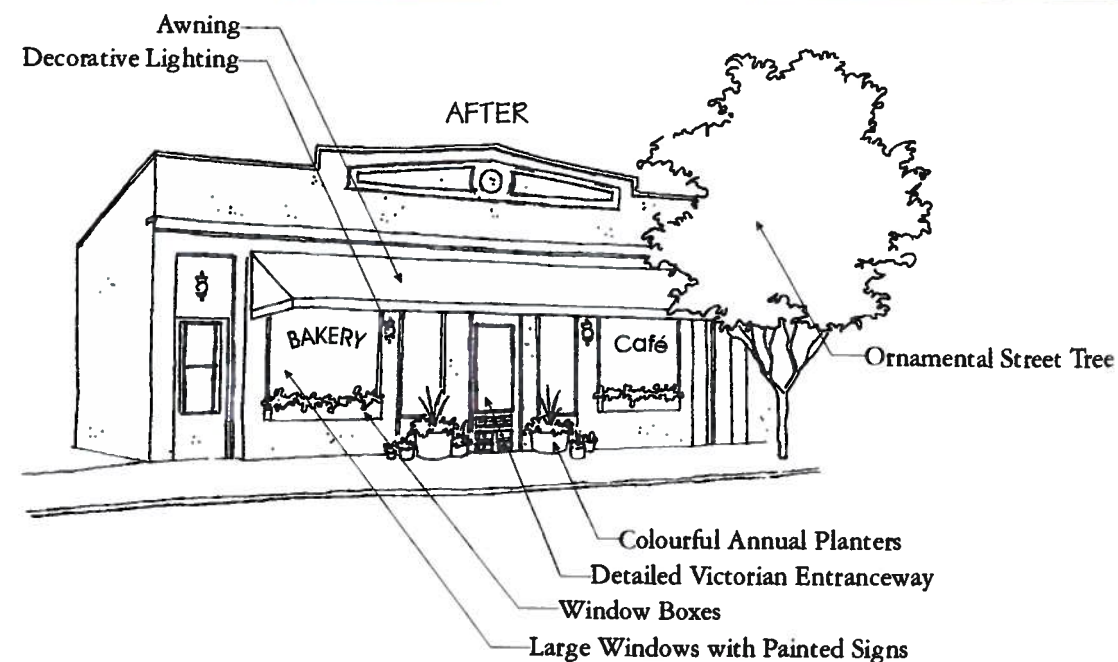 Awning
Decorative Lighting
AFTER
BAKERY
Café
Ornamental Street Tree
Colourful Annual Planters
Detailed Victorian Entranceway
Window Boxes
Large Windows with Painted Signs